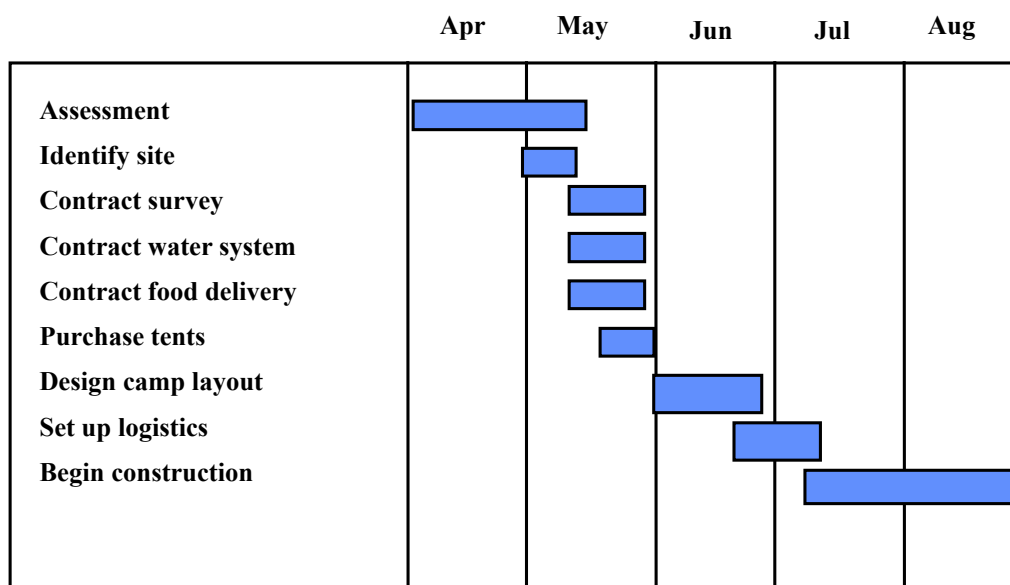 Apr May Jun Jul Aug
Assessment
Identify site
Contract survey
Contract water system
Contract food delivery
Purchase tents
Design camp layout
Set up logistics
Begin construction